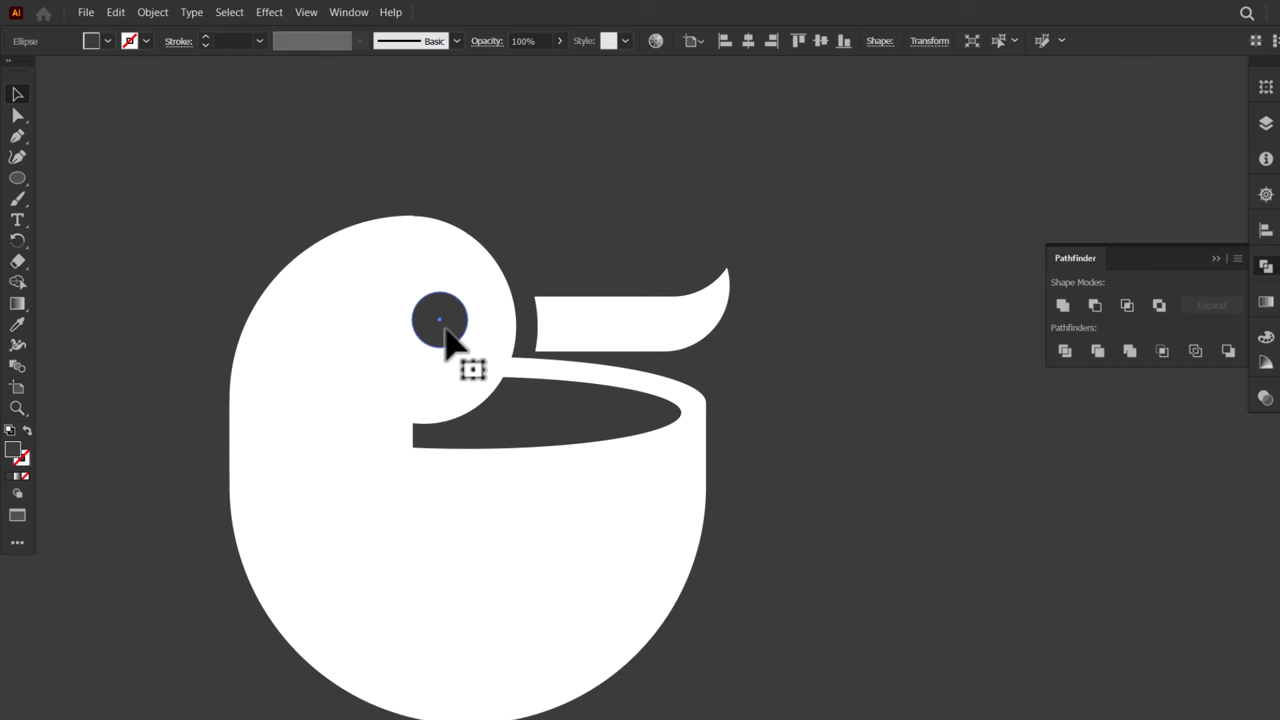 Ai File Edit Object Type Select Effect View Window Help
Ellipse Stroke: Basic Opacity: 100% Style: Shape: Transform
Pathfinder
Shape Modes:
Expand
Pathfinders: